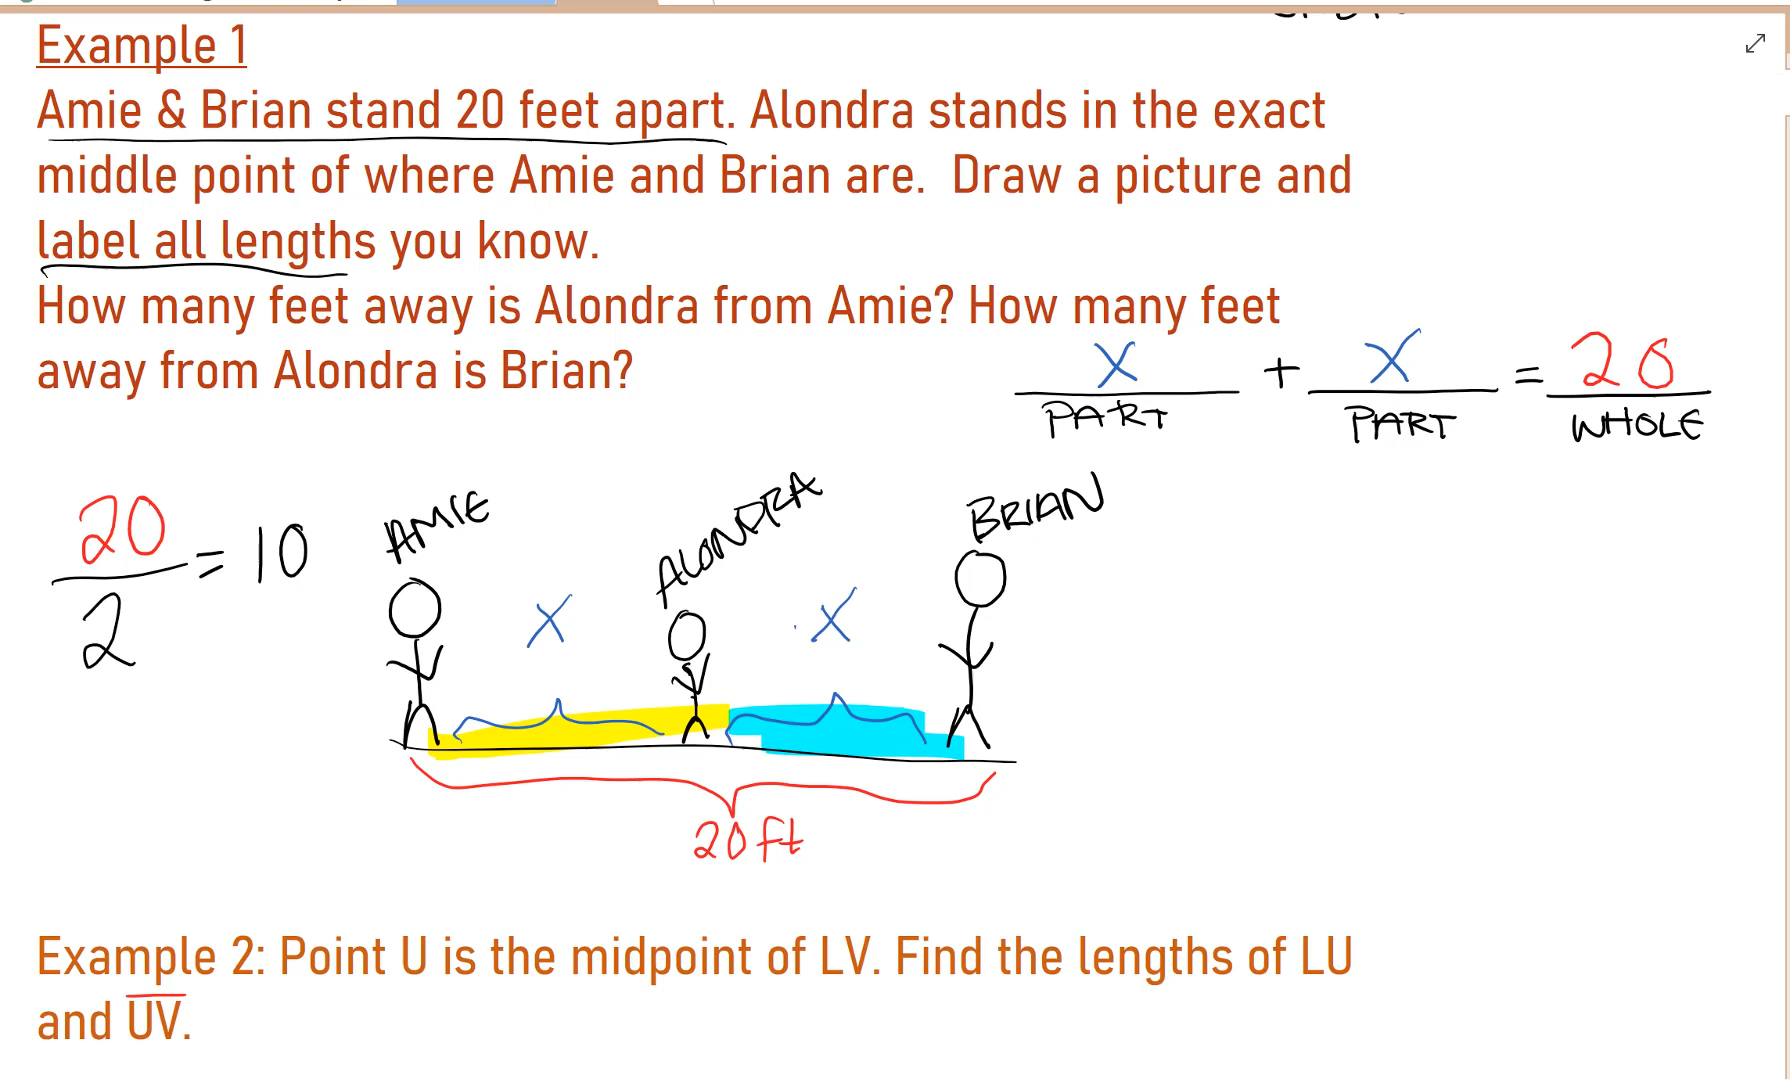 Example 1
Amie & Brian stand 20 feet apart. Alondra stands in the exact
middle point of where Amie and Brian are. Draw a picture and
label all lengths you know.
How many feet away is Alondra from Amie? How many feet
away from Alondra is Brian?
x + x = 20
PART PART WHOLE
20/2 = 10
AMIE
ALONDRA
BRIAN
x x
20ft
Example 2: Point U is the midpoint of LV. Find the lengths of LU
and UV.